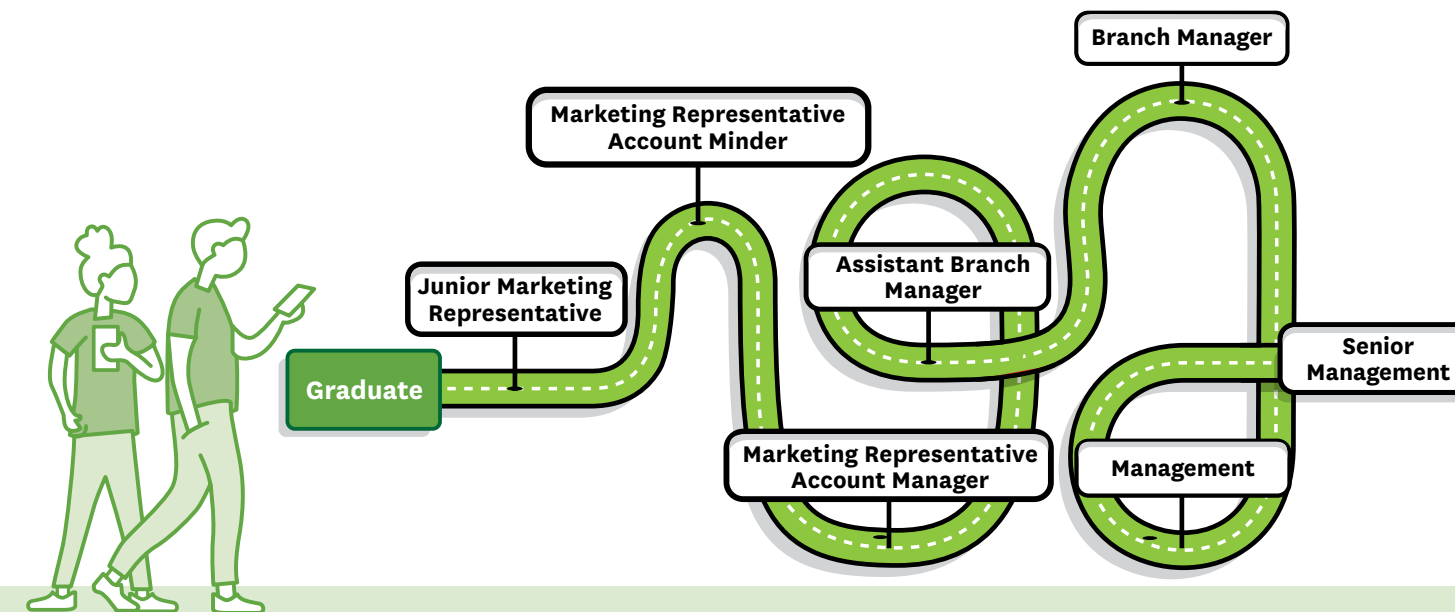 Graduate
Junior Marketing
Representative
Marketing Representative
Account Minder
Marketing Representative
Account Manager
Assistant Branch
Manager
Branch Manager
Management
Senior
Management